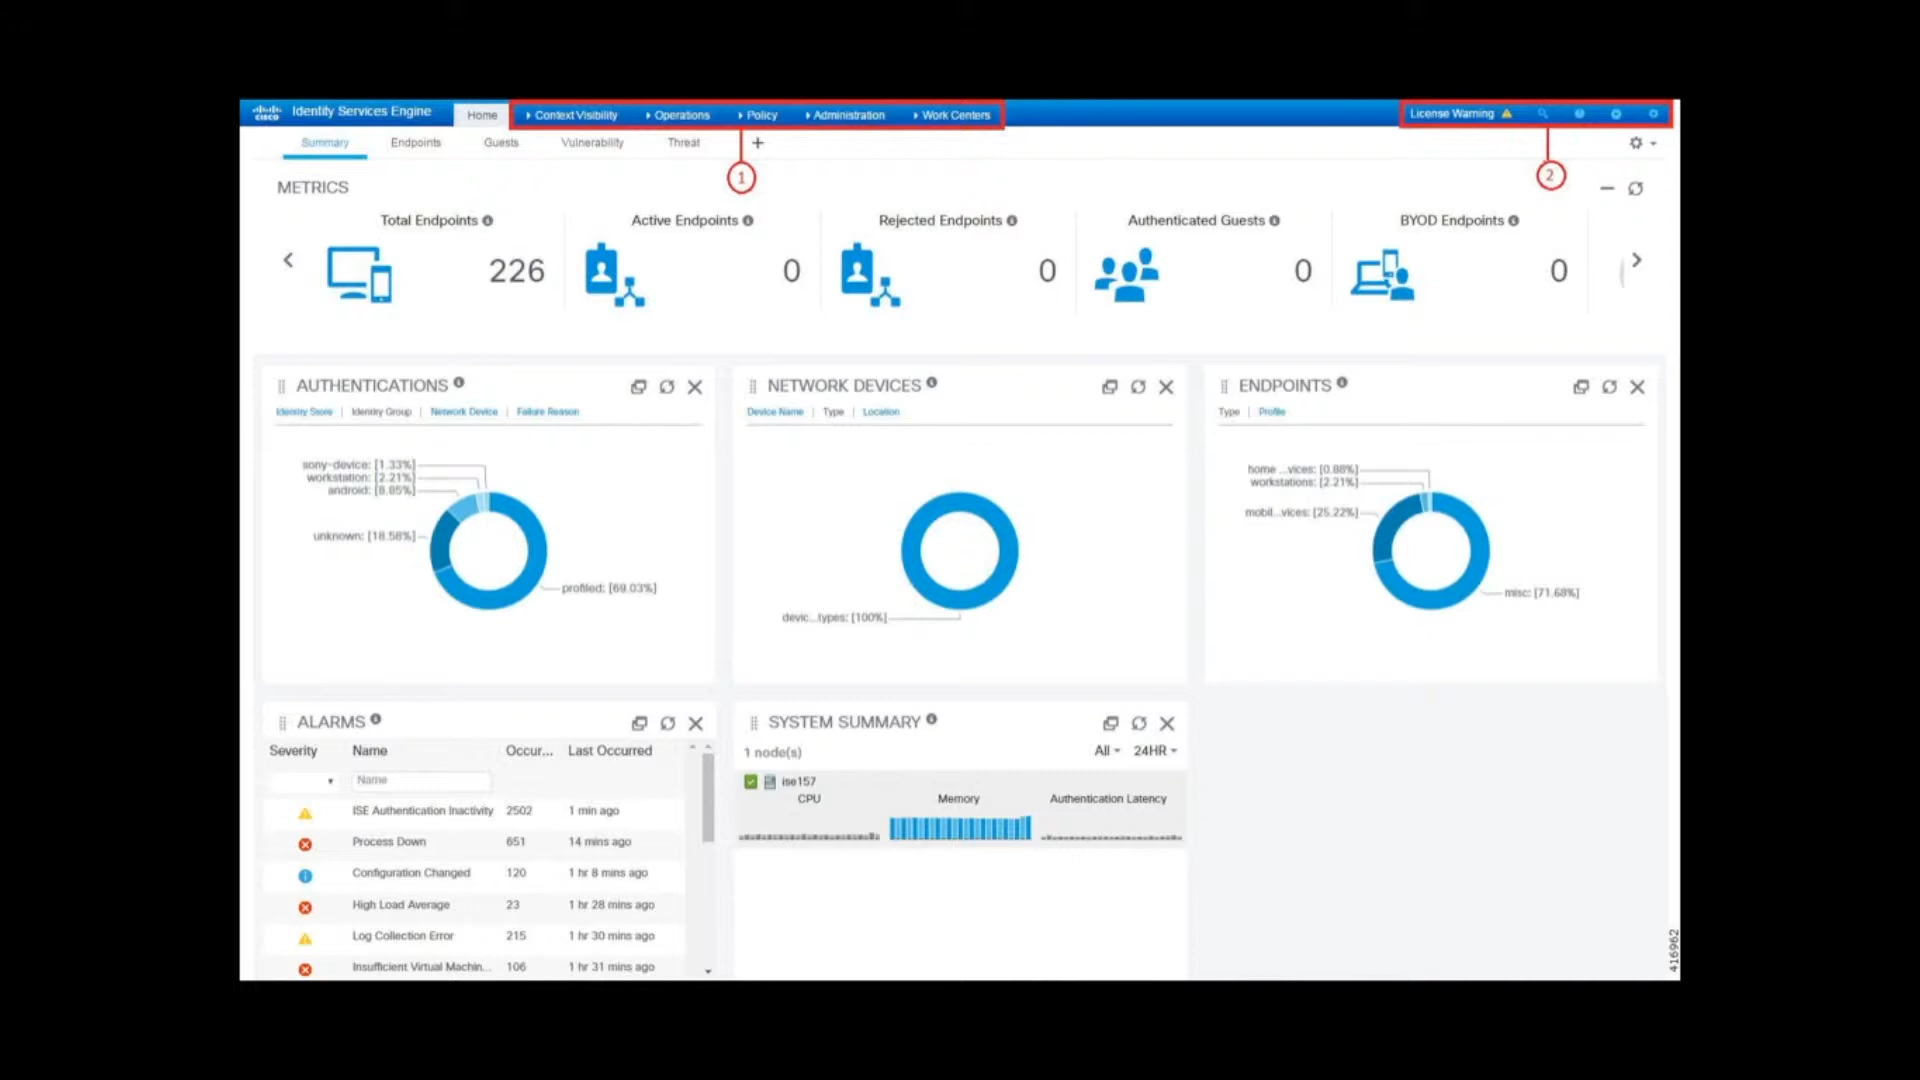 CISCO Identity Services Engine Home Context Visibility Operations Policy Administration Work Centers License Warning
Summary Endpoints Guests Vulnerability Threat +
1 2
METRICS
Total Endpoints Active Endpoints Rejected Endpoints Authenticated Guests BYOD Endpoints
226 0 0 0 0
AUTHENTICATIONS
Identity Store | Identity Group | Network Device | Failure Reason
sony-device: [1.33%]
workstation: [2.21%]
android: [8.85%]
unknown: [18.58%]
profiled: [69.03%]
NETWORK DEVICES
Device Name | Type | Location
devic...types: [100%]
ENDPOINTS
Type | Profile
home ...vices: [0.88%]
workstations: [2.21%]
mobil...vices: [25.22%]
misc: [71.68%]
ALARMS
Severity Name Occur... Last Occurred
Name
ISE Authentication Inactivity 2502 1 min ago
Process Down 651 14 mins ago
Configuration Changed 120 1 hr 8 mins ago
High Load Average 23 1 hr 28 mins ago
Log Collection Error 215 1 hr 30 mins ago
Insufficient Virtual Machin... 106 1 hr 31 mins ago
SYSTEM SUMMARY
1 node(s) All 24HR
ise157
CPU Memory Authentication Latency
416962